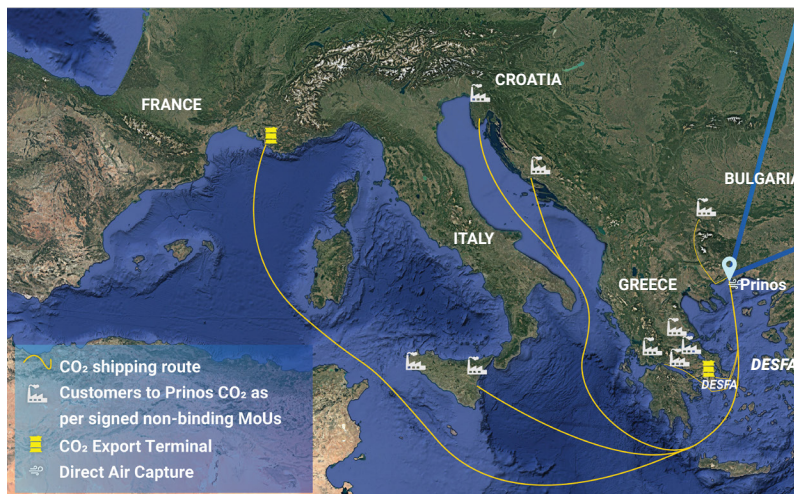 CROATIA
FRANCE
BULGARIA
ITALY
GREECE
Prinos
DESFA
DESFA
CO₂ shipping route
Customers to Prinos CO₂ as
per signed non-binding MoUs
CO₂ Export Terminal
Direct Air Capture